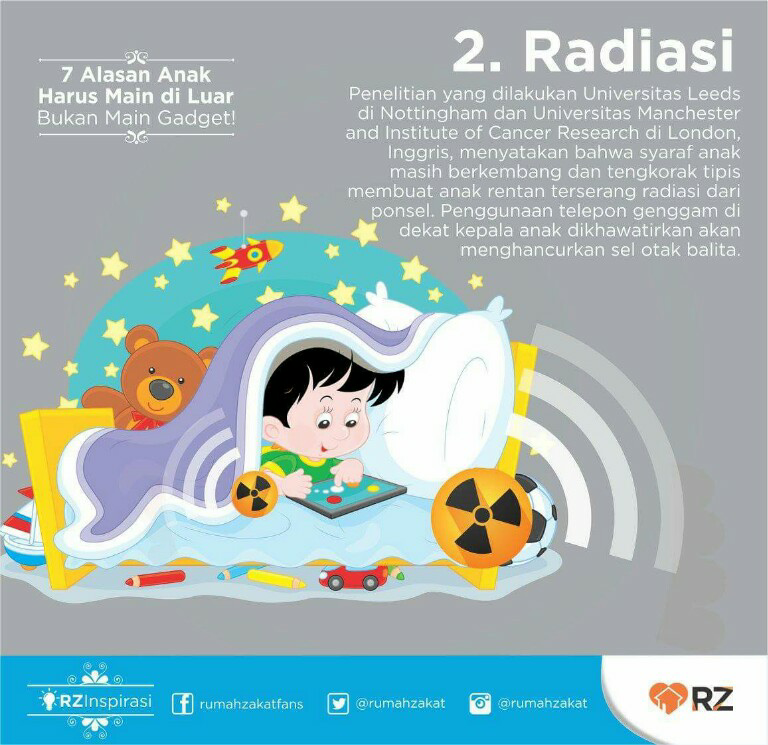 7 Alasan Anak
Harus Main di Luar
Bukan Main Gadget!
2. Radiasi
Penelitian yang dilakukan Universitas Leeds
di Nottingham dan Universitas Manchester
and Institute of Cancer Research di London,
Inggris, menyatakan bahwa syaraf anak
masih berkembang dan tengkorak tipis
membuat anak rentan terserang radiasi dari
ponsel. Penggunaan telepon genggam di
dekat kepala anak dikhawatirkan akan
menghancurkan sel otak balita.
RZInspirasi
rumahzakatfans
@rumahzakat
@rumahzakat
RZ